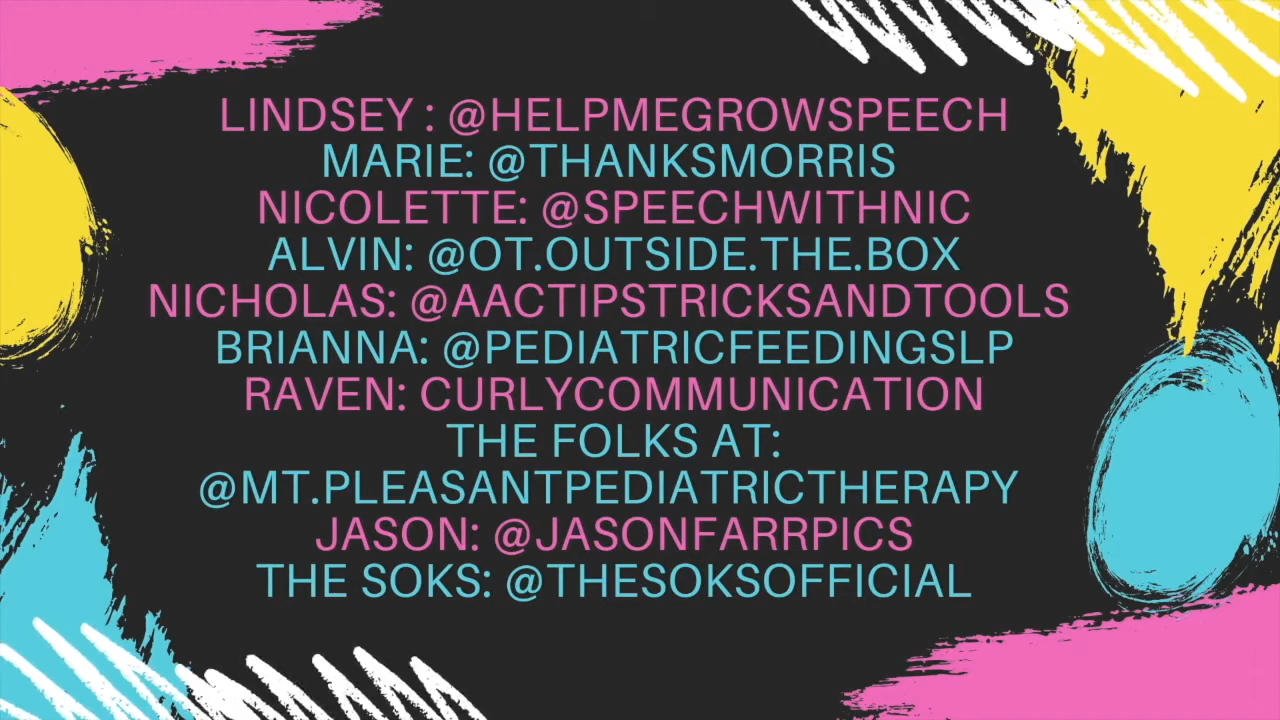 LINDSEY : @HELPMEGROWSPEECH
MARIE: @THANKSMORRIS
NICOLETTE: @SPEECHWITHNIC
ALVIN: @OT.OUTSIDE.THE.BOX
NICHOLAS: @AACTIPSTRICKSANDTOOLS
BRIANNA: @PEDIATRICFEEDINGSLP
RAVEN: CURLYCOMMUNICATION
THE FOLKS AT:
@MT.PLEASANTPEDIATRICTHERAPY
JASON: @JASONFARRPICS
THE SOKS: @THESOKSOFFICIAL